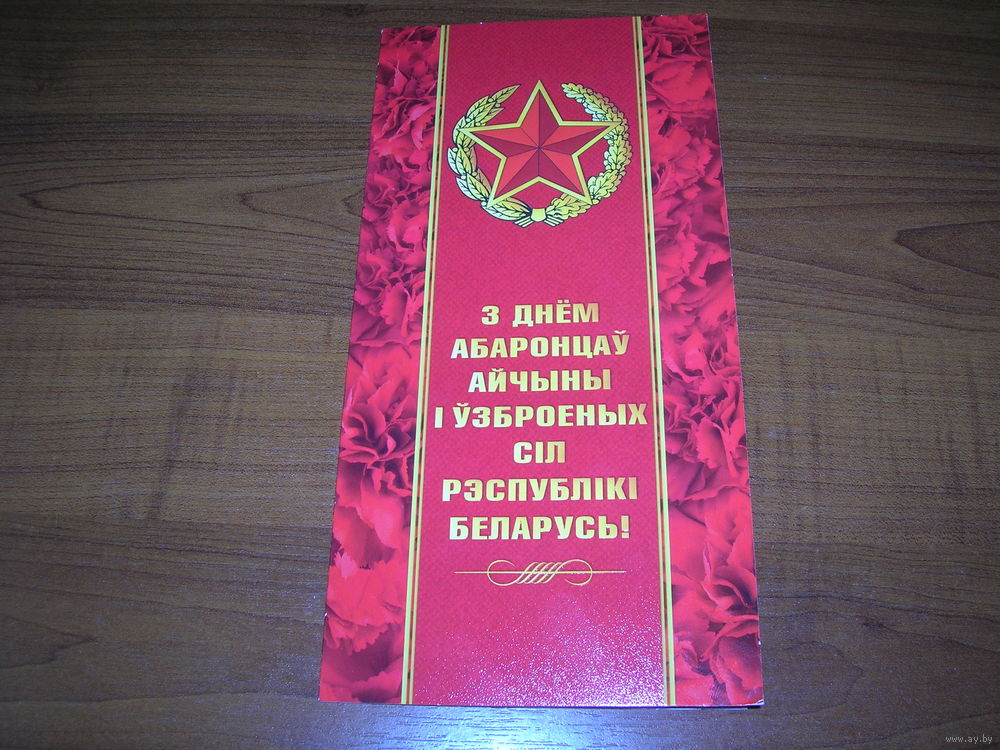 З ДНЁМ
АБАРОНЦАЎ
АЙЧЫНЫ
І ЎЗБРОЕНЫХ
СІЛ
РЭСПУБЛІКІ
БЕЛАРУСЬ!
www.ay.by